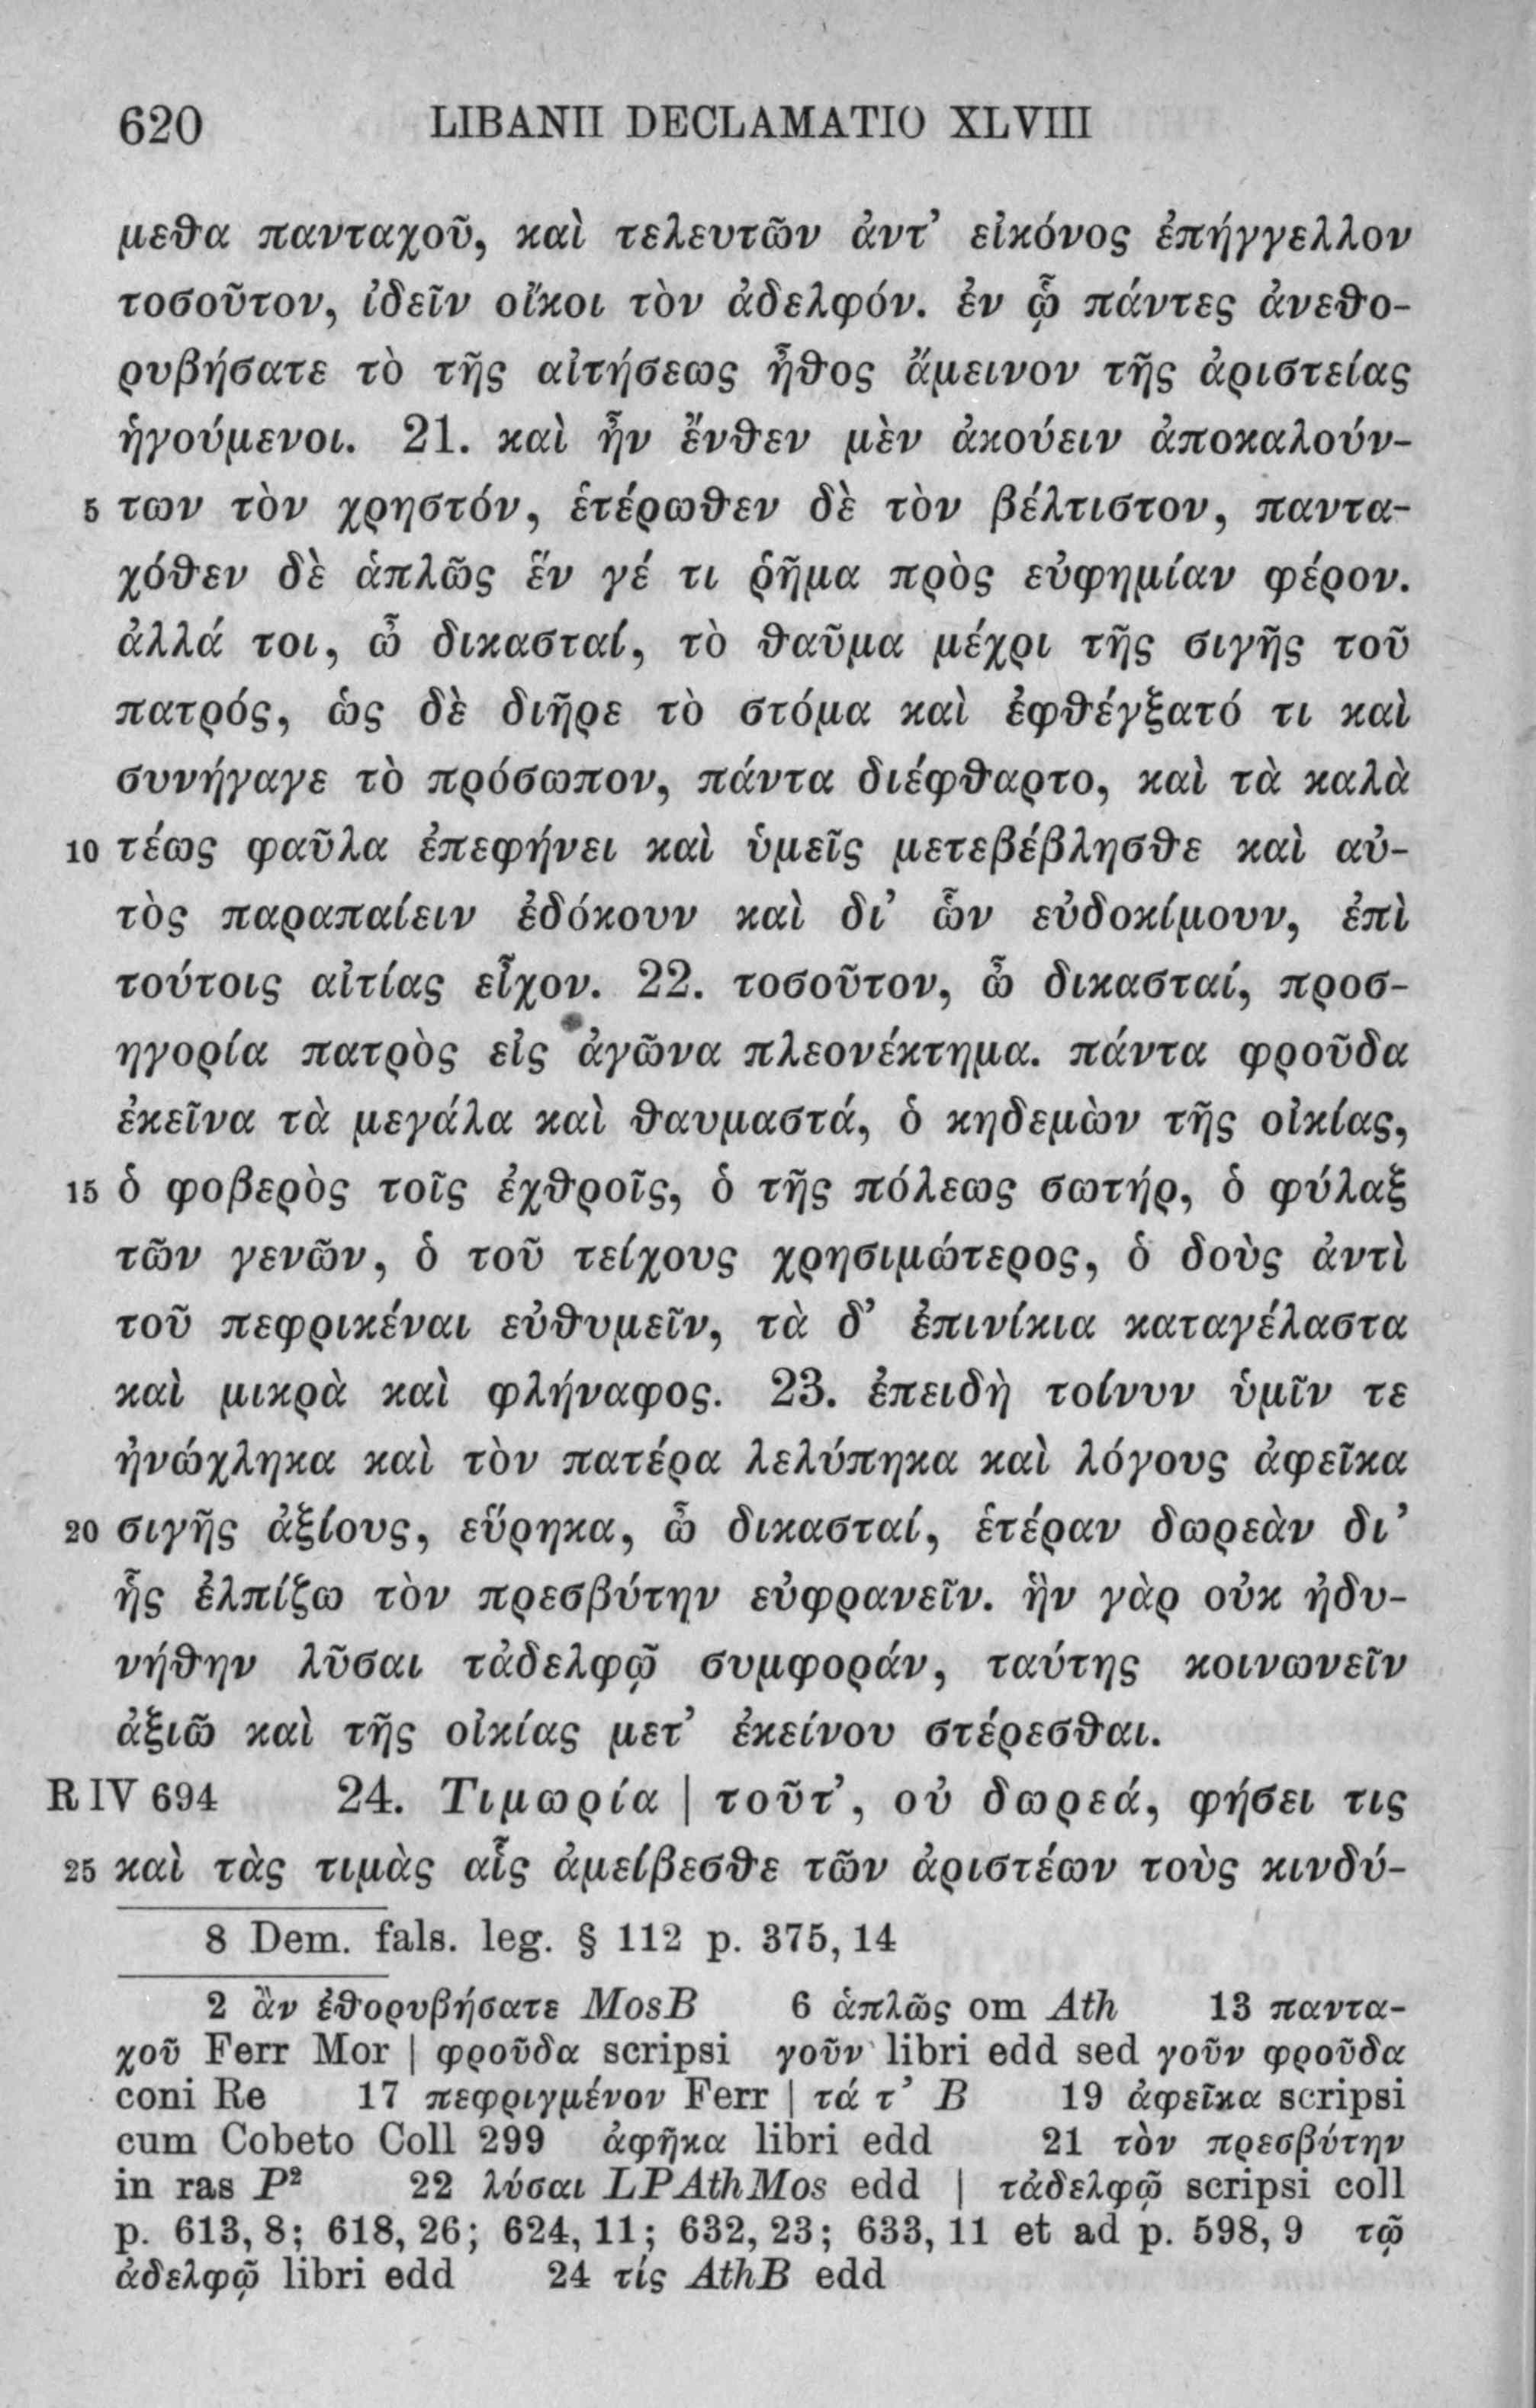 620 LIBANII DECLAMATIO XLVIII
μεθα πανταχοῦ, καὶ τελευτῶν ἀντ’ εἰκόνος ἐπήγγελλον
τοσοῦτον, ἰδεῖν οἴκοι τὸν ἀδελφόν. ἐν ᾧ πάντες ἀνεθο-
ρυβήσατε τὸ τῆς αἰτήσεως ἦθος ἄμεινον τῆς ἀριστείας
ἡγούμενοι. 21. καὶ ἦν ἔνθεν μὲν ἀκούειν ἀποκαλούν-
5 των τὸν χρηστόν, ἑτέρωθεν δὲ τὸν βέλτιστον, παντα-
χόθεν δὲ ἁπλῶς ἕν γέ τι ῥῆμα πρὸς εὐφημίαν φέρον.
ἀλλά τοι, ὦ δικασταί, τὸ θαῦμα μέχρι τῆς σιγῆς τοῦ
πατρός, ὡς δὲ διῆρε τὸ στόμα καὶ ἐφθέγξατό τι καὶ
συνήγαγε τὸ πρόσωπον, πάντα διέφθαρτο, καὶ τὰ καλὰ
10 τέως φαῦλα ἐπεφήνει καὶ ὑμεῖς μετεβέβλησθε καὶ αὐ-
τὸς παραπαίειν ἐδόκουν καὶ δι’ ὧν εὐδοκίμουν, ἐπὶ
τούτοις αἰτίας εἶχον. 22. τοσοῦτον, ὦ δικασταί, προσ-
ηγορία πατρὸς εἰς ἀγῶνα πλεονέκτημα. πάντα φροῦδα
ἐκεῖνα τὰ μεγάλα καὶ θαυμαστά, ὁ κηδεμὼν τῆς οἰκίας,
15 ὁ φοβερὸς τοῖς ἐχθροῖς, ὁ τῆς πόλεως σωτήρ, ὁ φύλαξ
τῶν γενῶν, ὁ τοῦ τείχους χρησιμώτερος, ὁ δοὺς ἀντὶ
τοῦ πεφρικέναι εὐθυμεῖν, τὰ δ’ ἐπινίκια καταγέλαστα
καὶ μικρὰ καὶ φλήναφος. 23. ἐπειδὴ τοίνυν ὑμῖν τε
ἠνώχληκα καὶ τὸν πατέρα λελύπηκα καὶ λόγους ἀφεῖκα
20 σιγῆς ἀξίους, εὕρηκα, ὦ δικασταί, ἑτέραν δωρεὰν δι’
ἧς ἐλπίζω τὸν πρεσβύτην εὐφρανεῖν. ἣν γὰρ οὐκ ἠδυ-
νήθην λῦσαι τἀδελφῷ συμφοράν, ταύτης κοινωνεῖν
ἀξιῶ καὶ τῆς οἰκίας μετ’ ἐκείνου στέρεσθαι.
R IV 694 24. Τιμωρία | τοῦτ’, οὐ δωρεά, φήσει τις
25 καὶ τὰς τιμὰς αἷς ἀμείβεσθε τῶν ἀριστέων τοὺς κινδύ-
8 Dem. fals. leg. § 112 p. 375, 14
2 ἂν ἐθορυβήσατε MosB 6 ἁπλῶς om Ath 13 παντα-
χοῦ Ferr Mor | φροῦδα scripsi γοῦν libri edd sed γοῦν φροῦδα
coni Re 17 πεφριγμένον Ferr | τά τ’ B 19 ἀφεῖκα scripsi
cum Cobeto Coll 299 ἀφῆκα libri edd 21 τὸν πρεσβύτην
in ras P² 22 λύσαι LPAthMos edd | τἀδελφῷ scripsi coll
p. 613, 8; 618, 26; 624, 11; 632, 23; 633, 11 et ad p. 598, 9 τῷ
ἀδελφῷ libri edd 24 τίς AthB edd